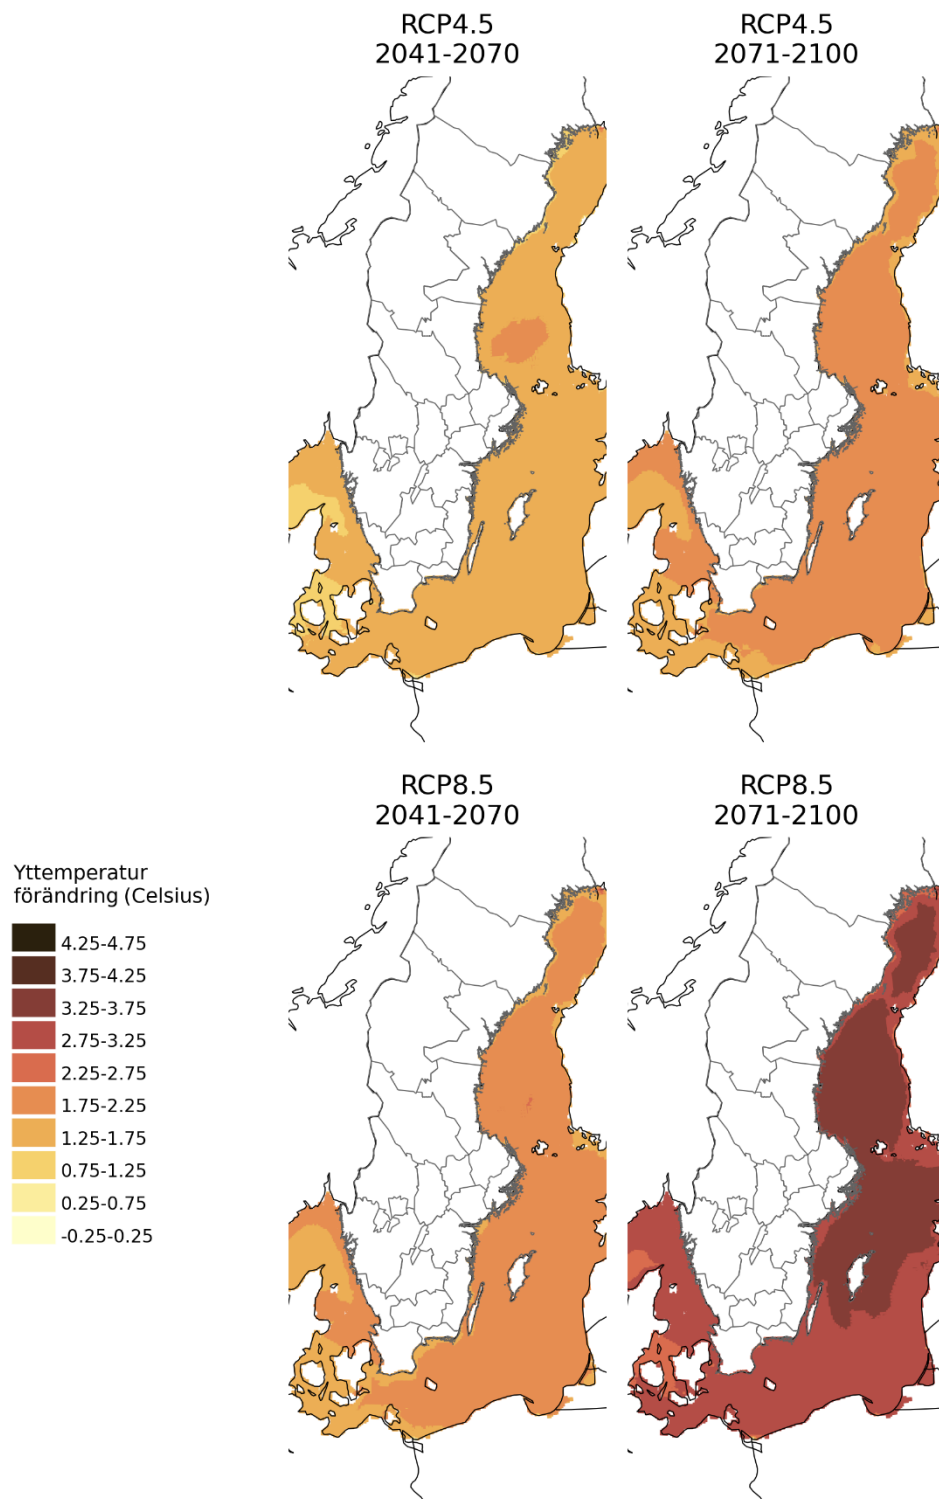 RCP4.5
2041-2070
RCP4.5
2071-2100
RCP8.5
2041-2070
RCP8.5
2071-2100
Yttemperatur
förändring (Celsius)
4.25-4.75
3.75-4.25
3.25-3.75
2.75-3.25
2.25-2.75
1.75-2.25
1.25-1.75
0.75-1.25
0.25-0.75
-0.25-0.25